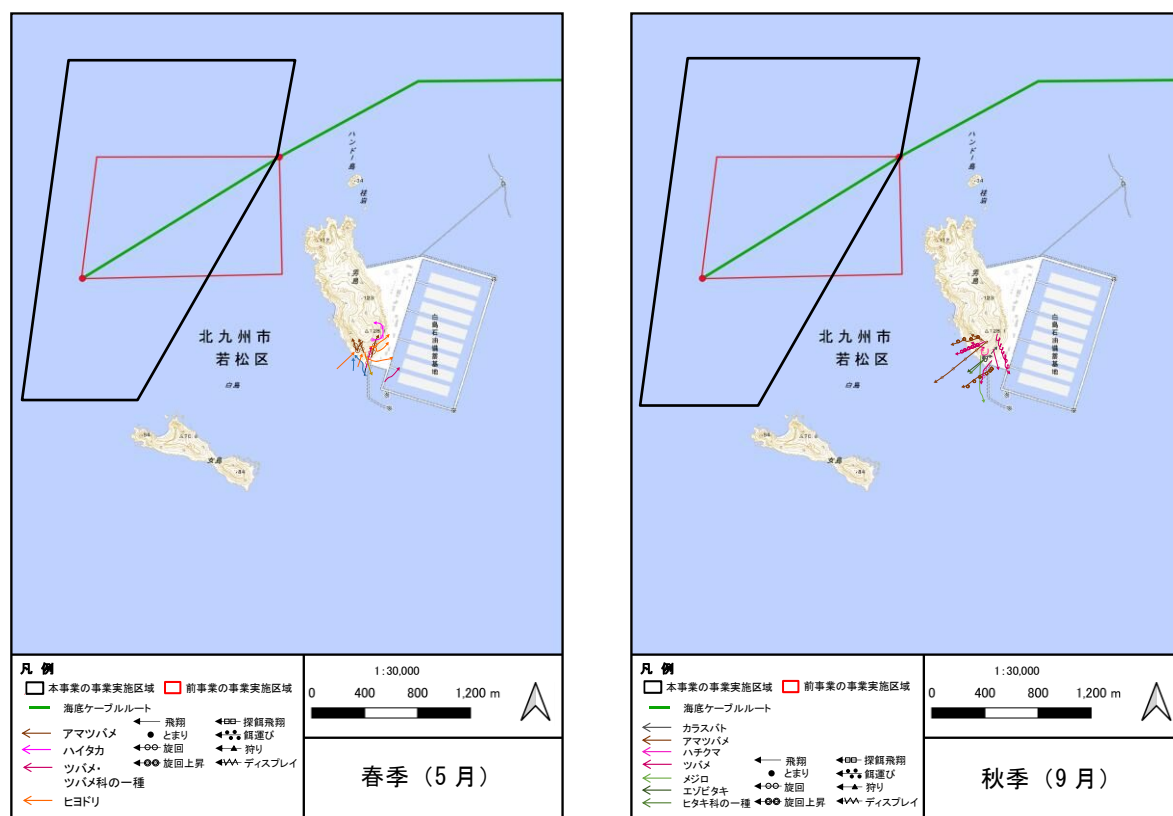 ハンドー島
桂岩
男島
白島石油備蓄基地
北九州市
若松区
白島
女島
凡 例
本事業の事業実施区域
前事業の事業実施区域
海底ケーブルルート
アマツバメ
ハイタカ
ツバメ・
ツバメ科の一種
ヒヨドリ
飛翔
とまり
旋回
旋回上昇
探餌飛翔
餌運び
狩り
ディスプレイ
1:30,000
0 400 800 1,200 m
春季（5 月）
ハンドー島
桂岩
男島
白島石油備蓄基地
北九州市
若松区
白島
女島
凡 例
本事業の事業実施区域
前事業の事業実施区域
海底ケーブルルート
カラスバト
アマツバメ
ハチクマ
ツバメ
メジロ
エゾビタキ
ヒタキ科の一種
飛翔
とまり
旋回
旋回上昇
探餌飛翔
餌運び
狩り
ディスプレイ
1:30,000
0 400 800 1,200 m
秋季（9 月）